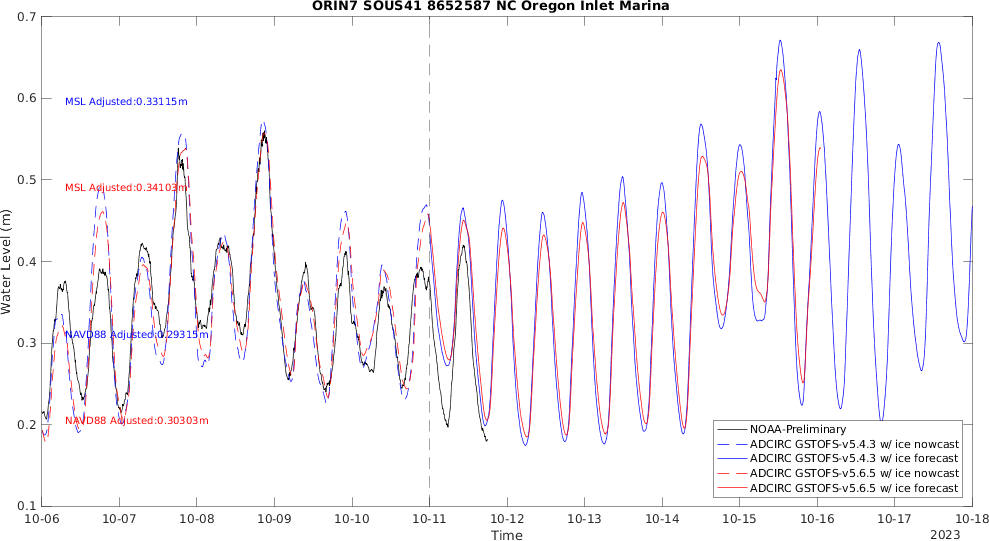 ORIN7 SOUS41 8652587 NC Oregon Inlet Marina
0.7
0.6
0.5
0.4
0.3
0.2
0.1
Water Level (m)
MSL Adjusted:0.33115m
MSL Adjusted:0.34103m
NAVD88 Adjusted:0.29315m
NAVD88 Adjusted:0.30303m
NOAA-Preliminary
ADCIRC GSTOFS-v5.4.3 w/ ice nowcast
ADCIRC GSTOFS-v5.4.3 w/ ice forecast
ADCIRC GSTOFS-v5.6.5 w/ ice nowcast
ADCIRC GSTOFS-v5.6.5 w/ ice forecast
10-06 10-07 10-08 10-09 10-10 10-11 10-12 10-13 10-14 10-15 10-16 10-17 10-18
Time
2023